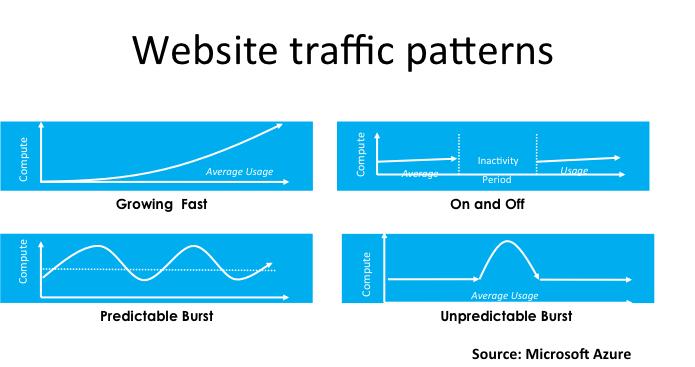 Website traffic patterns
Compute
Average Usage
Growing Fast
Compute
Inactivity
Average
Usage
Period
On and Off
Compute
Predictable Burst
Compute
Average Usage
Unpredictable Burst
Source: Microsoft Azure